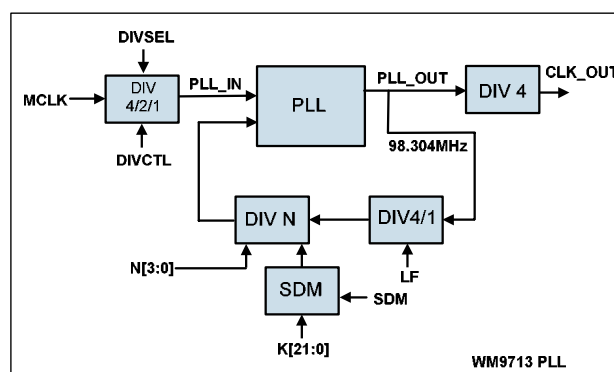 DIVSEL
MCLK
DIV
4/2/1
DIVCTL
PLL_IN
PLL
PLL_OUT
98.304MHz
DIV 4
CLK_OUT
DIV N
DIV4/1
LF
N[3:0]
SDM
SDM
K[21:0]
WM9713 PLL